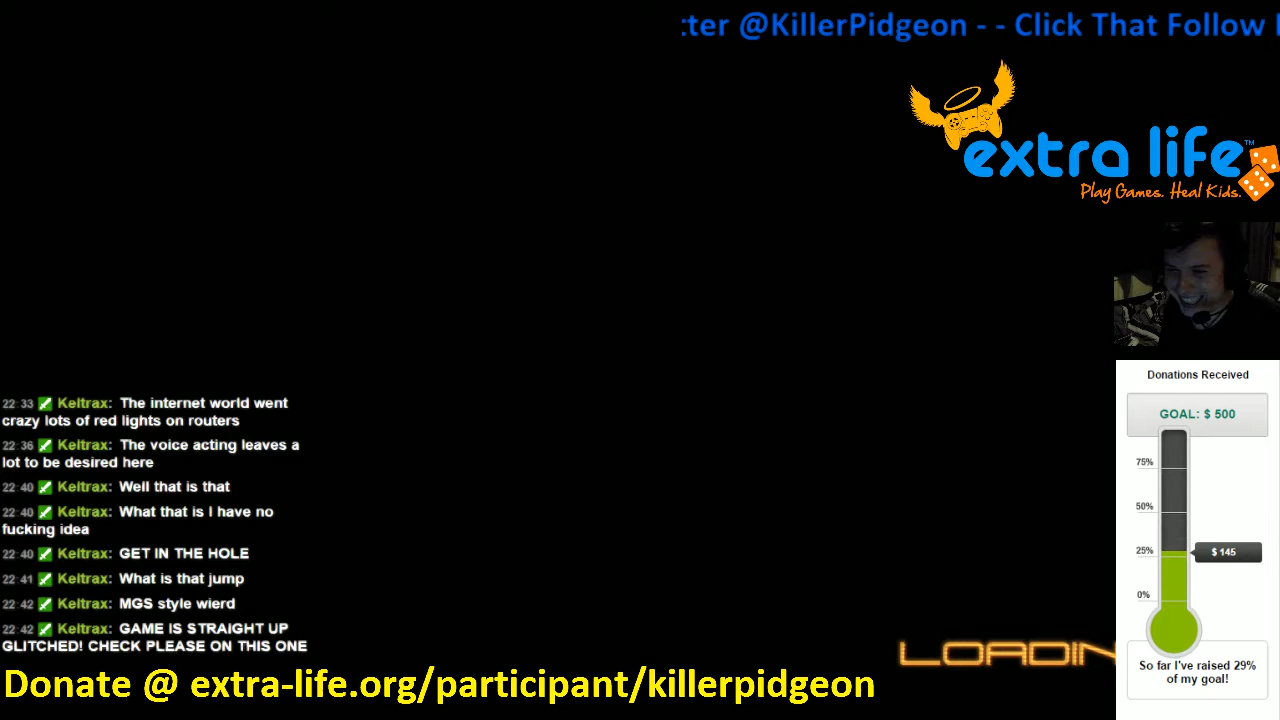 tter @KillerPidgeon - - Click That Follow
extra life™
Play Games. Heal Kids.
Donations Received
GOAL: $ 500
75%
50%
25%
$ 145
0%
So far I've raised 29%
of my goal!
22:33 Keltrax: The internet world went
crazy lots of red lights on routers
22:36 Keltrax: The voice acting leaves a
lot to be desired here
22:40 Keltrax: Well that is that
22:40 Keltrax: What that is I have no
fucking idea
22:40 Keltrax: GET IN THE HOLE
22:41 Keltrax: What is that jump
22:42 Keltrax: MGS style wierd
22:42 Keltrax: GAME IS STRAIGHT UP
GLITCHED! CHECK PLEASE ON THIS ONE
LOADIN
Donate @ extra-life.org/participant/killerpidgeon